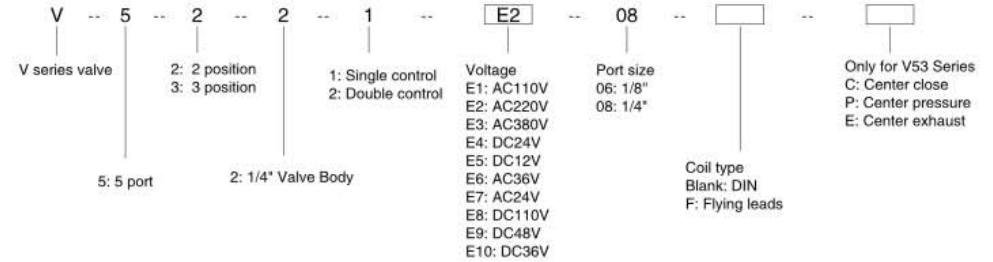 V -- 5 -- 2 -- 2 -- 1 -- E2 -- 08 -- --
V series valve
2: 2 position
3: 3 position
1: Single control
2: Double control
Voltage
E1: AC110V
E2: AC220V
E3: AC380V
E4: DC24V
E5: DC12V
E6: AC36V
E7: AC24V
E8: DC110V
E9: DC48V
E10: DC36V
Port size
06: 1/8"
08: 1/4"
Only for V53 Series
C: Center close
P: Center pressure
E: Center exhaust
5: 5 port
2: 1/4" Valve Body
Coil type
Blank: DIN
F: Flying leads